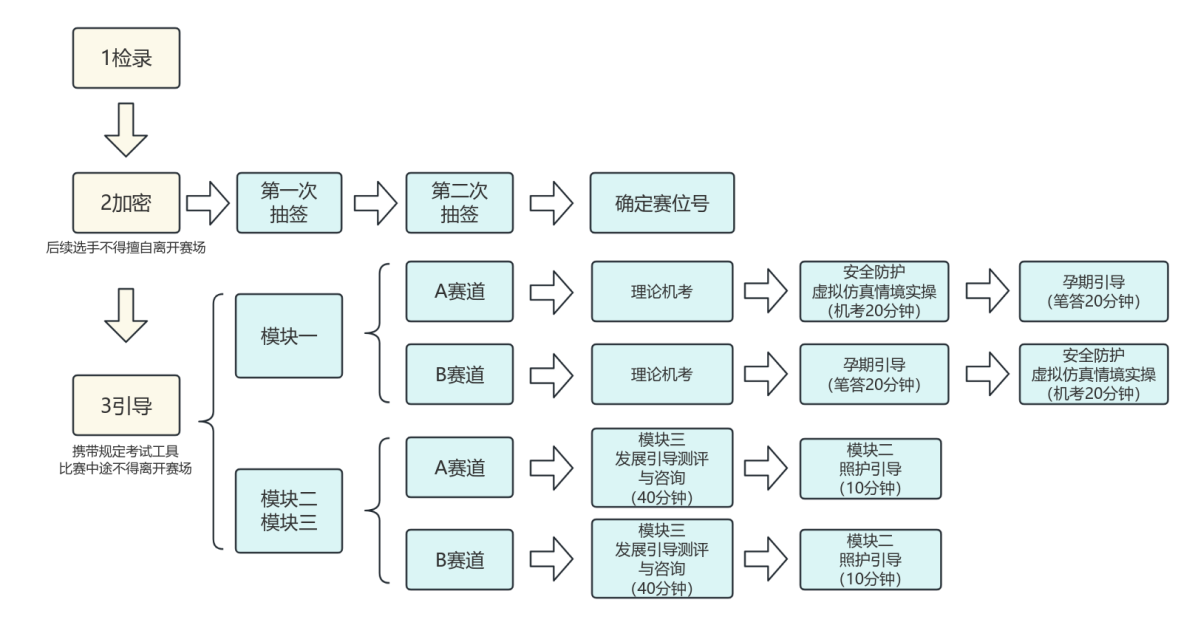 1检录
2加密
后续选手不得擅自离开赛场
第一次
抽签
第二次
抽签
确定赛位号
3引导
携带规定考试工具
比赛中途不得离开赛场
模块一
A赛道
理论机考
安全防护
虚拟仿真情境实操
(机考20分钟)
孕期引导
(笔答20分钟)
B赛道
理论机考
孕期引导
(笔答20分钟)
安全防护
虚拟仿真情境实操
(机考20分钟)
模块二
模块三
A赛道
模块三
发展引导测评
与咨询
(40分钟)
模块二
照护引导
(10分钟)
B赛道
模块三
发展引导测评
与咨询
(40分钟)
模块二
照护引导
(10分钟)